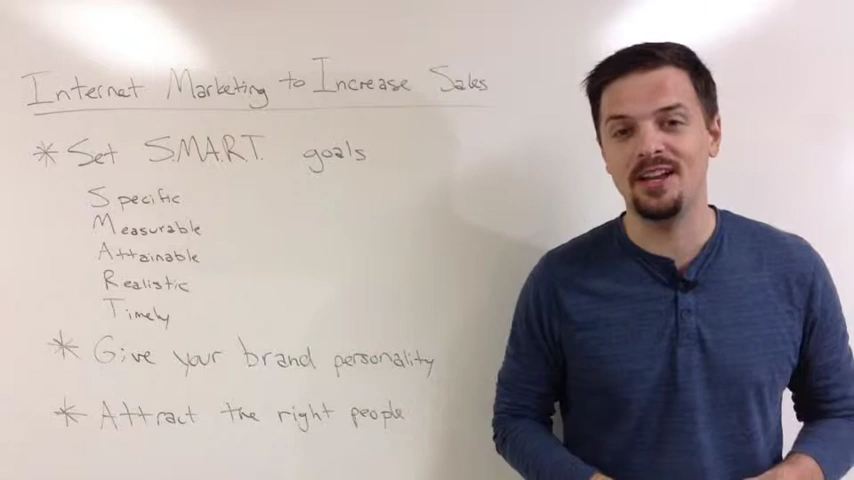 Internet Marketing to Increase Sales
* Set S.M.A.R.T. goals
Specific
Measurable
Attainable
Realistic
Timely
* Give your brand personality
* Attract the right people